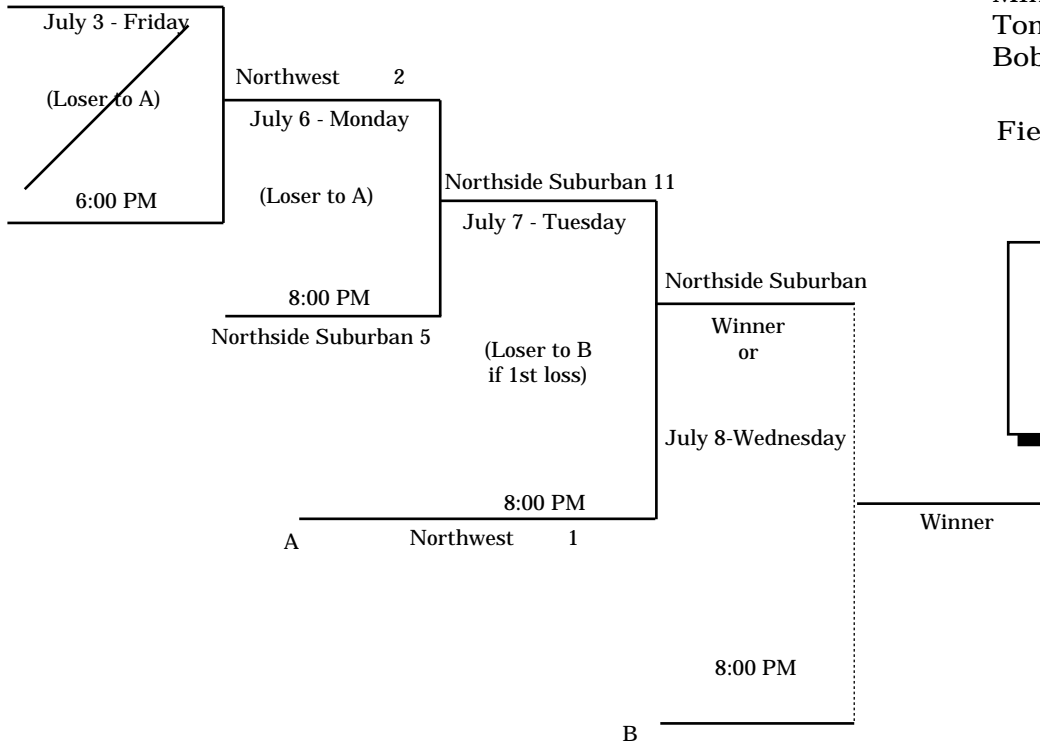 July 3 - Friday
(Loser to A)
6:00 PM
Northwest 2
July 6 - Monday
(Loser to A)
8:00 PM
Northside Suburban 5
Northside Suburban 11
July 7 - Tuesday
(Loser to B
if 1st loss)
8:00 PM
A
Northwest 1
Northside Suburban
Winner
or
July 8-Wednesday
8:00 PM
B
Winner
Tom
Bob
Fie